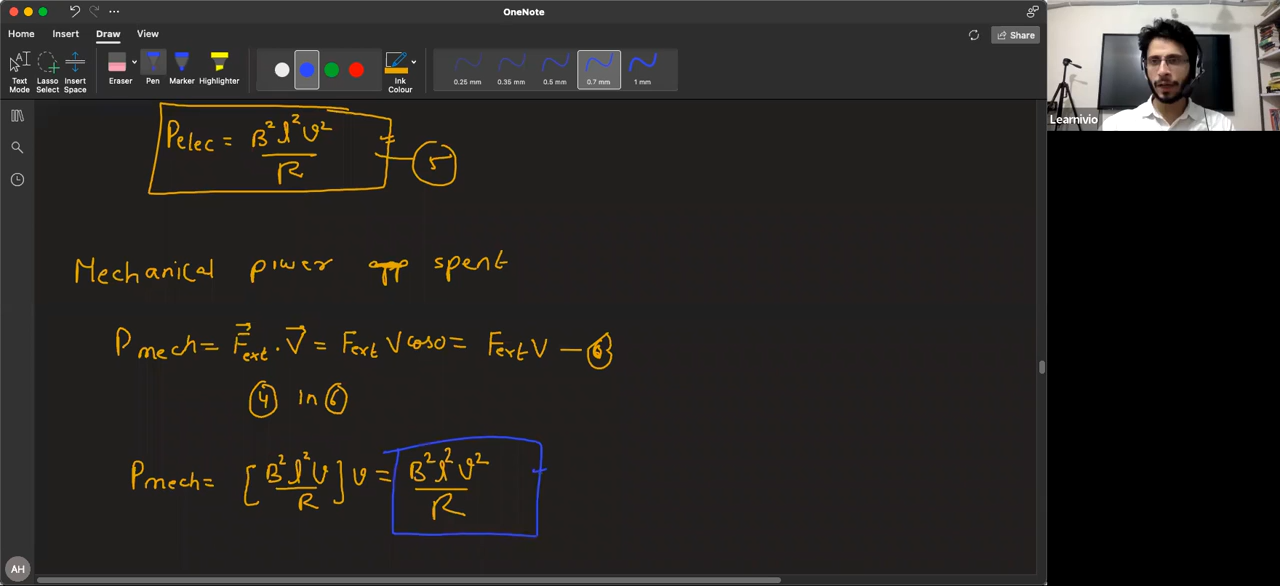 OneNote
Home Insert Draw View
Share
Text Mode Lasso Select Insert Space Eraser Pen Marker Highlighter Ink Colour 0.25 mm 0.35 mm 0.5 mm 0.7 mm 1 mm
Learnivio
Pelec = B²l²v²/R — 5
Mechanical power app spent
Pmech = F⃗ext . V⃗ = Fext V cos0 = Fext V — 6
4 in 6
Pmech = [B²l²v/R] v = B²l²v²/R
AH